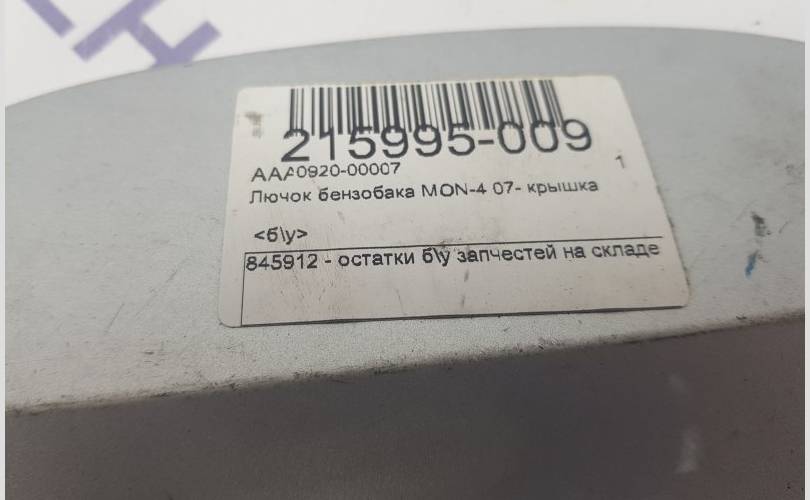 215995-009
AAA0920-00007
1
Лючок бензобака MON-4 07- крышка
<б\у>
845912 - остатки б\у запчестей на складе